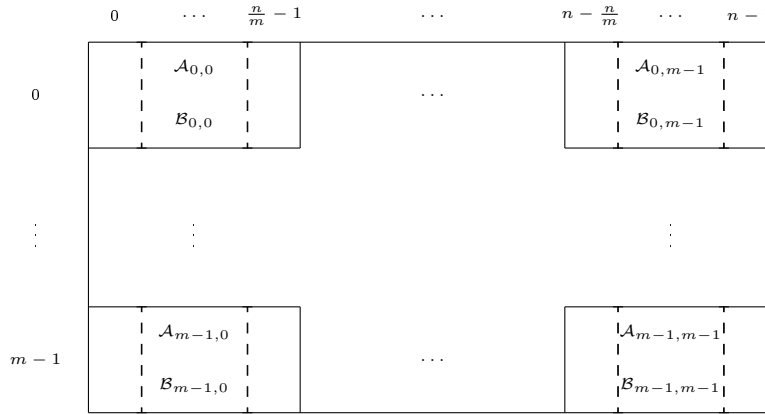 0 ⋯ n/m − 1 ⋯ n − n/m ⋯ n −
𝒜₀,₀ 𝒜₀,ₘ₋₁
0 ⋯
ℬ₀,₀ ℬ₀,ₘ₋₁
⋮ ⋮ ⋮
𝒜ₘ₋₁,₀ 𝒜ₘ₋₁,ₘ₋₁
m − 1 ⋯
ℬₘ₋₁,₀ ℬₘ₋₁,ₘ₋₁